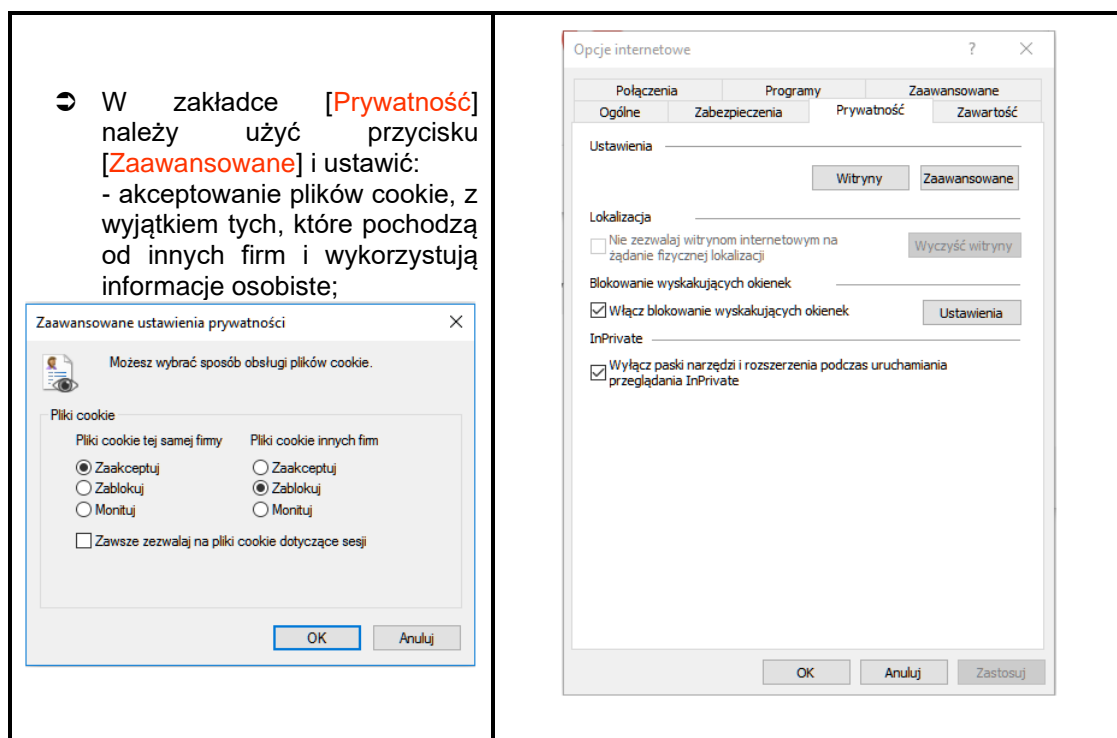 ➲ W zakładce [Prywatność]
należy użyć przycisku
[Zaawansowane] i ustawić:
- akceptowanie plików cookie, z
wyjątkiem tych, które pochodzą
od innych firm i wykorzystują
informacje osobiste;
Zaawansowane ustawienia prywatności
Możesz wybrać sposób obsługi plików cookie.
Pliki cookie
Pliki cookie tej samej firmy Pliki cookie innych firm
Zaakceptuj Zaakceptuj
Zablokuj Zablokuj
Monituj Monituj
Zawsze zezwalaj na pliki cookie dotyczące sesji
OK Anuluj
Opcje internetowe ?
Połączenia Programy Zaawansowane
Ogólne Zabezpieczenia Prywatność Zawartość
Ustawienia
Witryny Zaawansowane
Lokalizacja
Nie zezwalaj witrynom internetowym na
żądanie fizycznej lokalizacji
Wyczyść witryny
Blokowanie wyskakujących okienek
Włącz blokowanie wyskakujących okienek Ustawienia
InPrivate
Wyłącz paski narzędzi i rozszerzenia podczas uruchamiania
przeglądania InPrivate
OK Anuluj Zastosuj